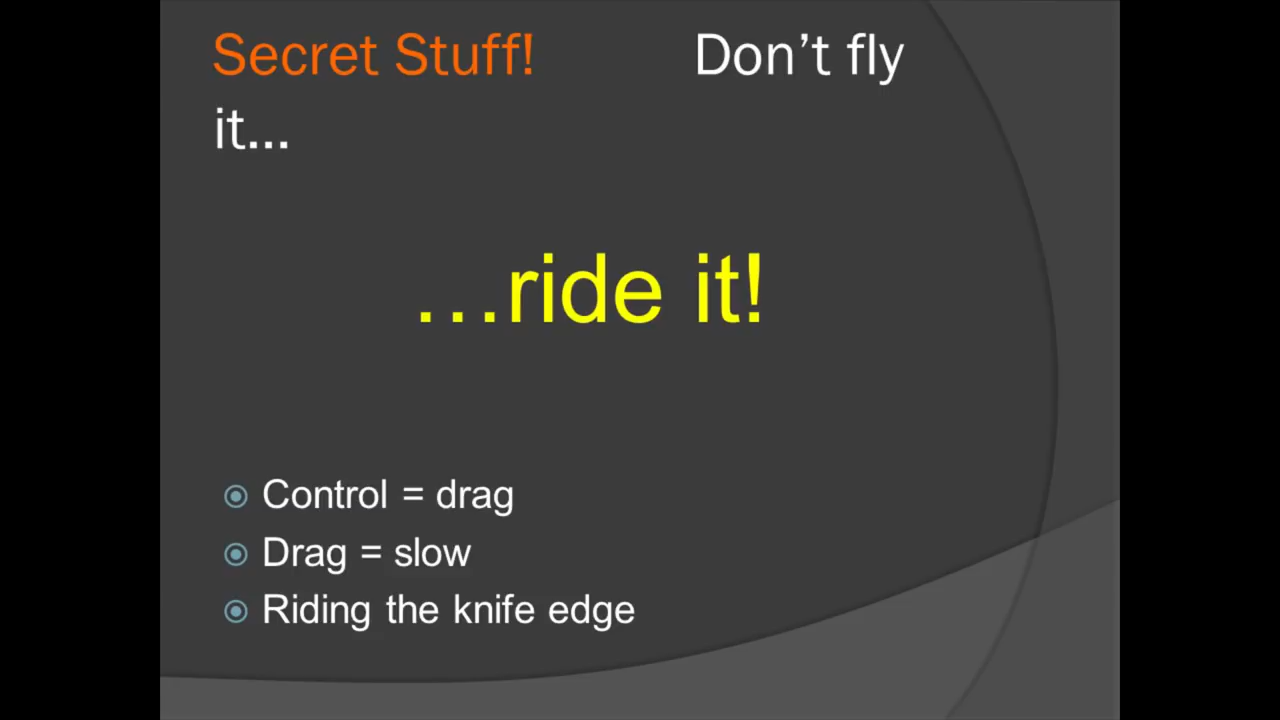 Secret Stuff! Don’t fly
it…
…ride it!
Control = drag
Drag = slow
Riding the knife edge